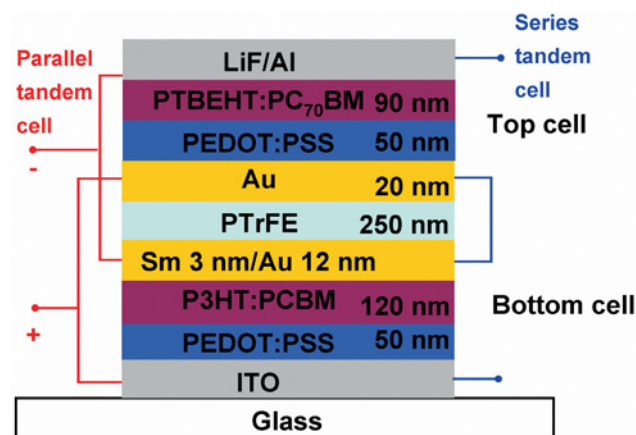 Parallel
tandem
cell
-
+
LiF/Al
PTBEHT:PC₇₀BM 90 nm
PEDOT:PSS 50 nm
Au 20 nm
PTrFE 250 nm
Sm 3 nm/Au 12 nm
P3HT:PCBM 120 nm
PEDOT:PSS 50 nm
ITO
Glass
Series
tandem
cell
Top cell
Bottom cell